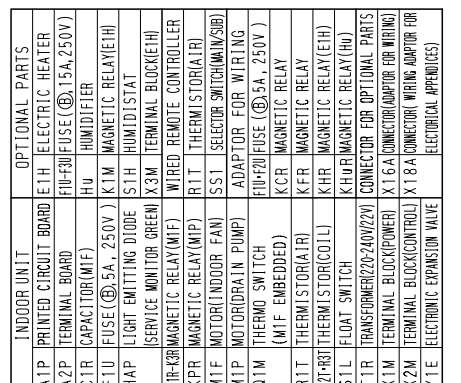 INDOOR UNIT
A1P PRINTED CIRCUIT BOARD
A2P TERMINAL BOARD
C1R CAPACITOR(M1F)
F1U FUSE(Ⓑ,5A, 250V)
HAP LIGHT EMITTING DIODE
(SERVICE MONITOR GREEN)
K1R-K3R MAGNETIC RELAY(M1F)
KPR MAGNETIC RELAY(M1P)
M1F MOTOR(INDOOR FAN)
M1P MOTOR(DRAIN PUMP)
Q1M THERMO SWITCH
(M1F EMBEDDED)
R1T THERMISTOR(AIR)
R2T•R3T THERMISTOR(COIL)
S1L FLOAT SWITCH
T1R TRANSFORMER(220-240V/22V)
X1M TERMINAL BLOCK(POWER)
X2M TERMINAL BLOCK(CONTROL)
Y1E ELECTRONIC EXPANSION VALVE
OPTIONAL PARTS
E1H ELECTRIC HEATER
F1U-F3U FUSE(Ⓑ,15A,250V)
Hu HUMIDIFIER
K1M MAGNETIC RELAY(E1H)
S1H HUMIDISTAT
X3M TERMINAL BLOCK(E1H)
WIRED REMOTE CONTROLLER
R1T THERMISTOR(AIR)
SS1 SELECTOR SWITCH(MAIN/SUB)
ADAPTOR FOR WIRING
F1U•F2U FUSE (Ⓑ,5A, 250V)
KCR MAGNETIC RELAY
KFR MAGNETIC RELAY
KHR MAGNETIC RELAY(E1H)
KHuR MAGNETIC RELAY(Hu)
CONNECTOR FOR OPTIONAL PARTS
X16A CONNECTOR(ADAPTOR FOR WIRING)
X18A CONNECTOR( WIRING ADAPTOR FOR
ELECTORICAL APPENDICES)